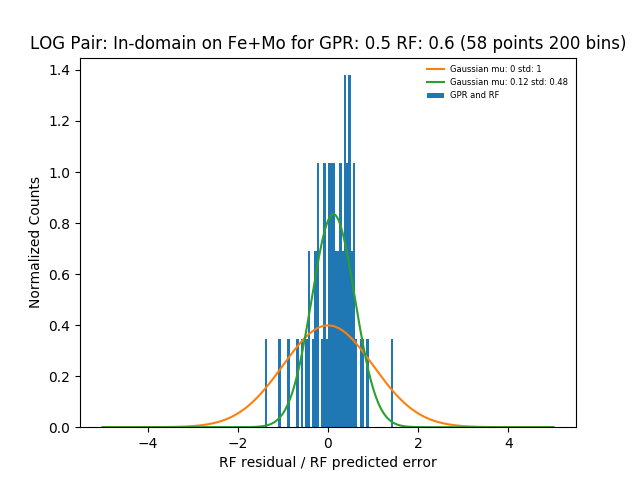 LOG Pair: In-domain on Fe+Mo for GPR: 0.5 RF: 0.6 (58 points 200 bins)
Gaussian mu: 0 std: 1
Gaussian mu: 0.12 std: 0.48
GPR and RF
Normalized Counts
1.4
1.2
1.0
0.8
0.6
0.4
0.2
0.0
−4 −2 0 2 4
RF residual / RF predicted error